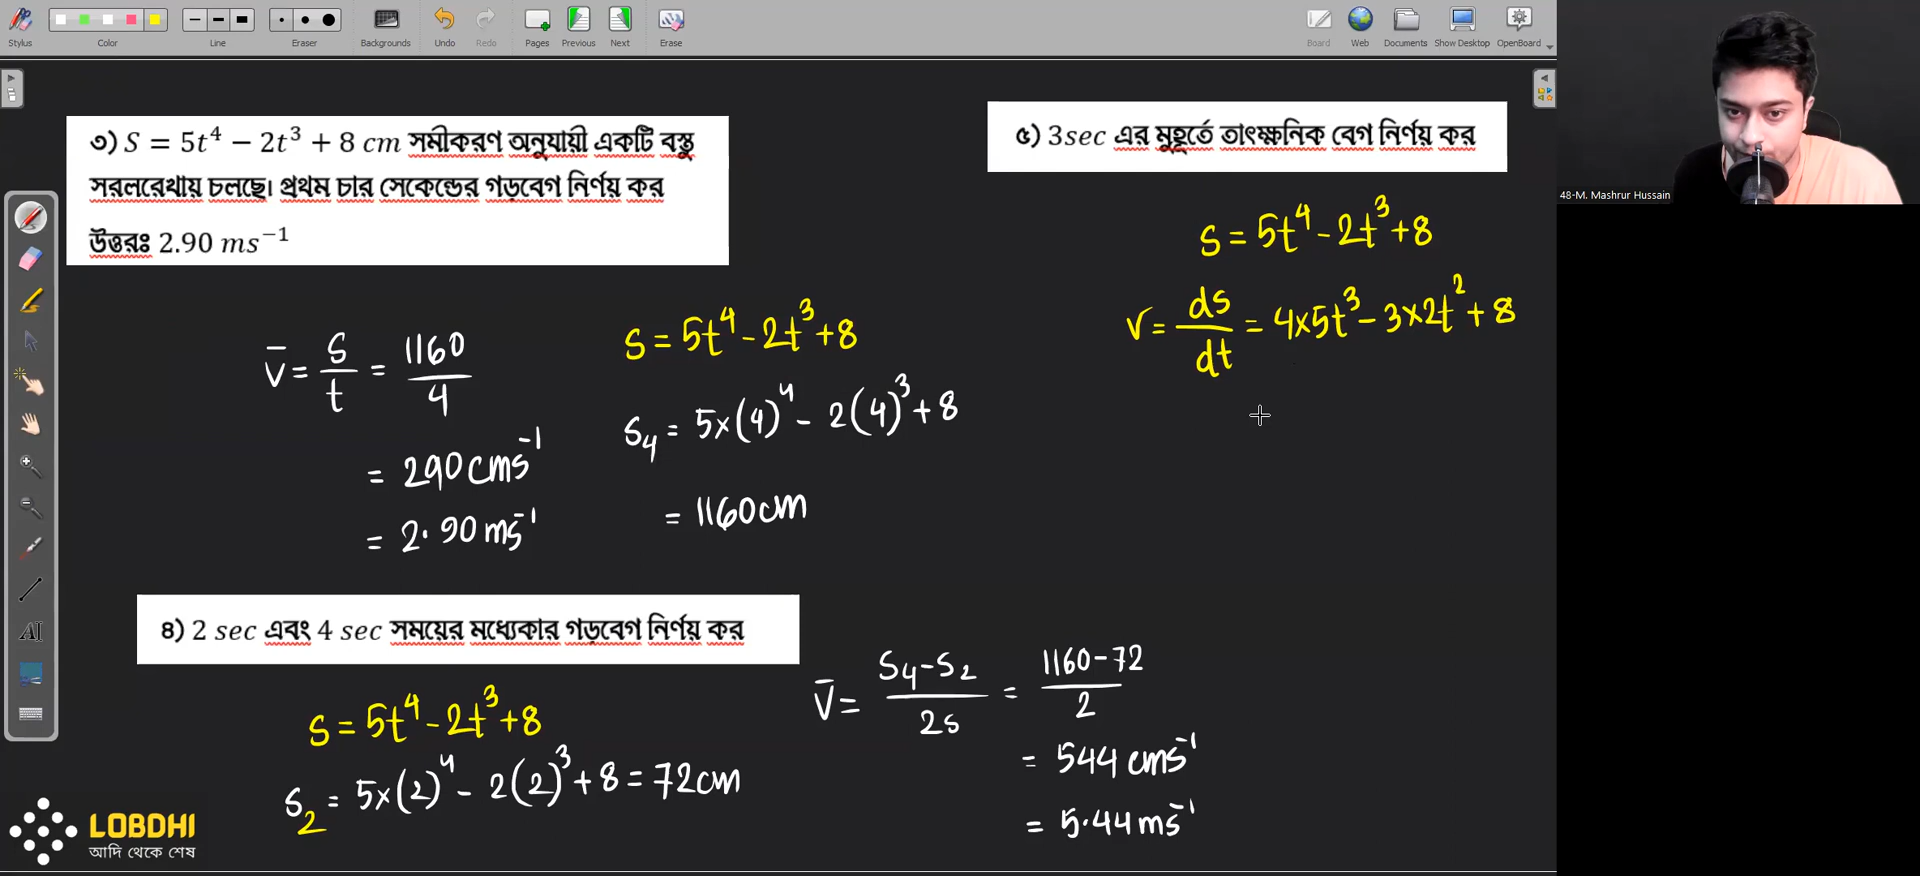 Stylus
Color
Line
Eraser
Backgrounds
Undo
Redo
Pages
Previous
Next
Erase
Board
Web
Documents
Show Desktop
OpenBoard
৩) S = 5t⁴ − 2t³ + 8 cm সমীকরণ অনুযায়ী একটি বস্তু
সরলরেখায় চলছে। প্রথম চার সেকেন্ডের গড়বেগ নির্ণয় কর
উত্তরঃ 2.90 ms⁻¹
v̄ = s/t = 1160/4
= 290 cms⁻¹
= 2.90 ms⁻¹
s = 5t⁴ - 2t³ + 8
s₄ = 5×(4)⁴ - 2(4)³ + 8
= 1160 cm
৪) 2 sec এবং 4 sec সময়ের মধ্যেকার গড়বেগ নির্ণয় কর
s = 5t⁴ - 2t³ + 8
s₂ = 5×(2)⁴ - 2(2)³ + 8 = 72 cm
v̄ = (s₄ - s₂)/2s = (1160 - 72)/2
= 544 cms⁻¹
= 5.44 ms⁻¹
৫) 3sec এর মুহূর্তে তাৎক্ষনিক বেগ নির্ণয় কর
s = 5t⁴ - 2t³ + 8
v = ds/dt = 4×5t³ - 3×2t² + 8
48-M. Mashrur Hussain
LOBDHI
আদি থেকে শেষ